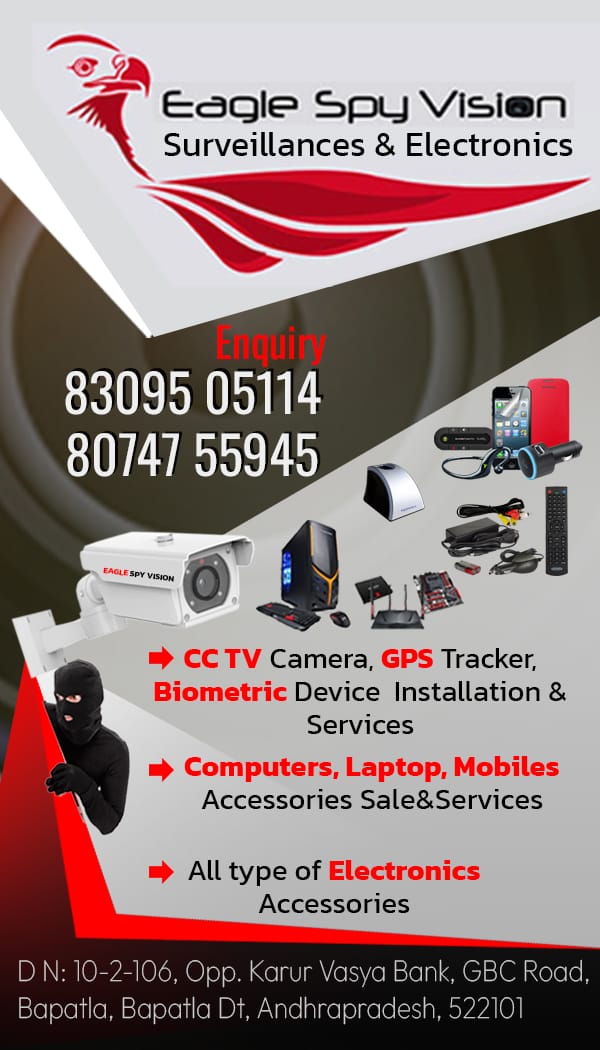 Eagle Spy Vision
Surveillances & Electronics
Enquiry
83095 05114
80747 55945
EAGLE SPY VISION
CC TV Camera, GPS Tracker,
Biometric Device Installation &
Services
Computers, Laptop, Mobiles
Accessories Sale&Services
All type of Electronics
Accessories
D N: 10-2-106, Opp. Karur Vasya Bank, GBC Road,
Bapatla, Bapatla Dt, Andhrapradesh, 522101